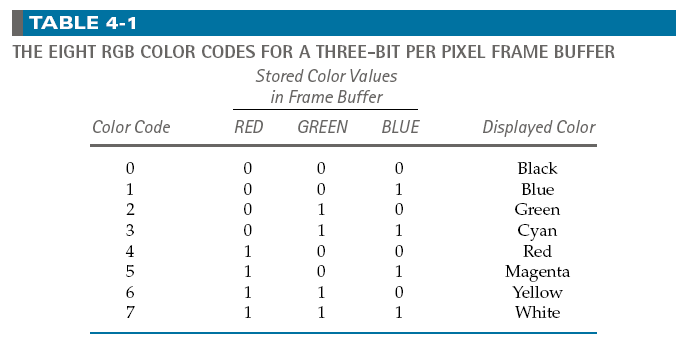 TABLE 4-1
THE EIGHT RGB COLOR CODES FOR A THREE-BIT PER PIXEL FRAME BUFFER
Stored Color Values
in Frame Buffer
Color Code RED GREEN BLUE Displayed Color
0 0 0 0 Black
1 0 0 1 Blue
2 0 1 0 Green
3 0 1 1 Cyan
4 1 0 0 Red
5 1 0 1 Magenta
6 1 1 0 Yellow
7 1 1 1 White